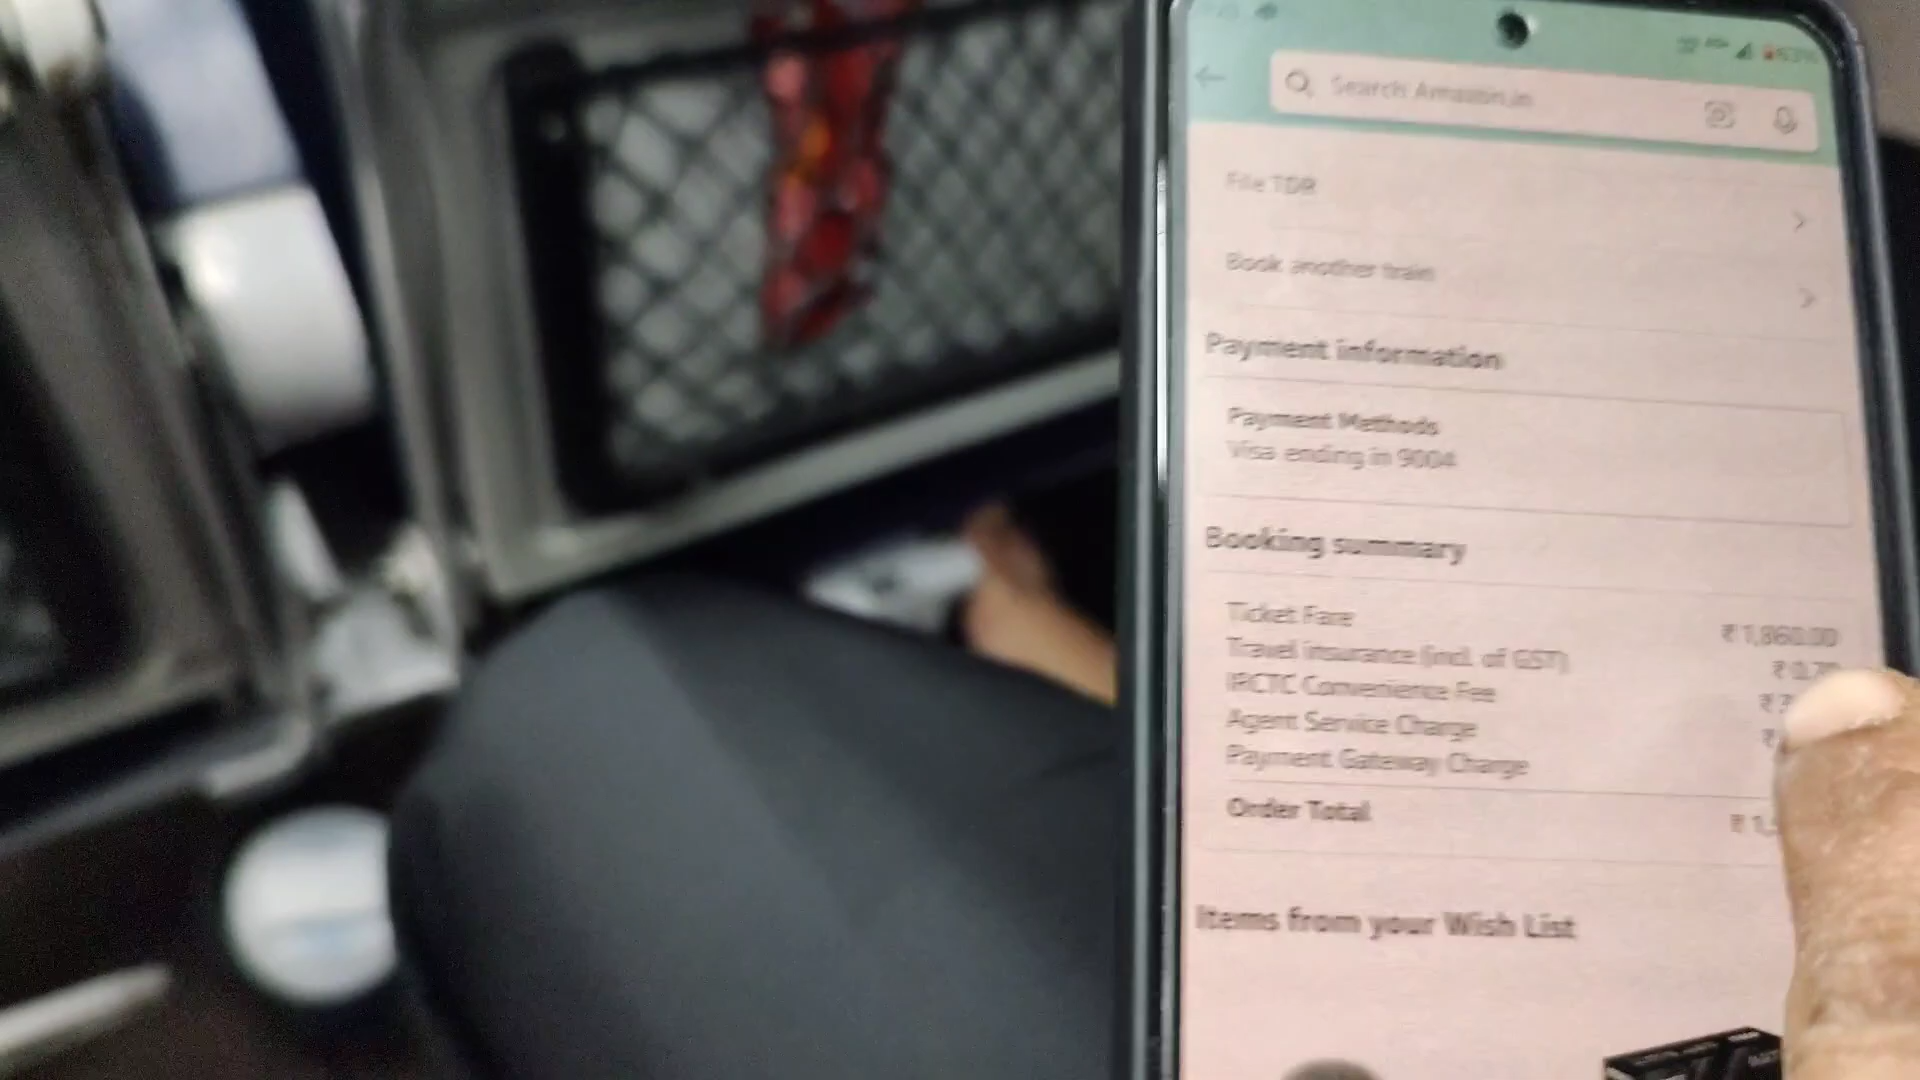 Search Amazon.in
File TDR
Book another train
Payment information
Payment Methods
Visa ending in 9004
Booking summary
Ticket Fare ₹1,860.00
Travel insurance (incl. of GST)
IRCTC Convenience Fee
Agent Service Charge
Payment Gateway Charge
Order Total
Items from your Wish List